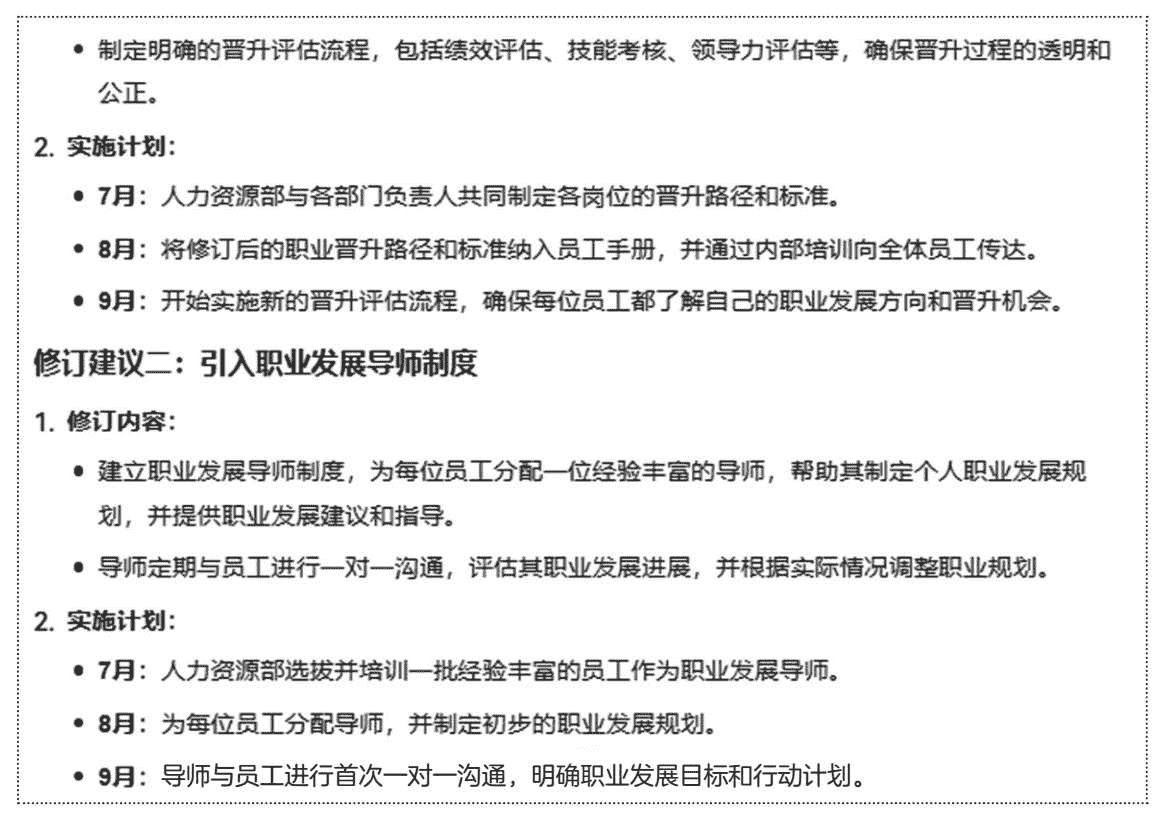 • 制定明确的晋升评估流程，包括绩效评估、技能考核、领导力评估等，确保晋升过程的透明和
公正。
2. 实施计划：
• 7月：人力资源部与各部门负责人共同制定各岗位的晋升路径和标准。
• 8月：将修订后的职业晋升路径和标准纳入员工手册，并通过内部培训向全体员工传达。
• 9月：开始实施新的晋升评估流程，确保每位员工都了解自己的职业发展方向和晋升机会。
修订建议二：引入职业发展导师制度
1. 修订内容：
• 建立职业发展导师制度，为每位员工分配一位经验丰富的导师，帮助其制定个人职业发展规
划，并提供职业发展建议和指导。
• 导师定期与员工进行一对一沟通，评估其职业发展进展，并根据实际情况调整职业规划。
2. 实施计划：
• 7月：人力资源部选拔并培训一批经验丰富的员工作为职业发展导师。
• 8月：为每位员工分配导师，并制定初步的职业发展规划。
• 9月：导师与员工进行首次一对一沟通，明确职业发展目标和行动计划。